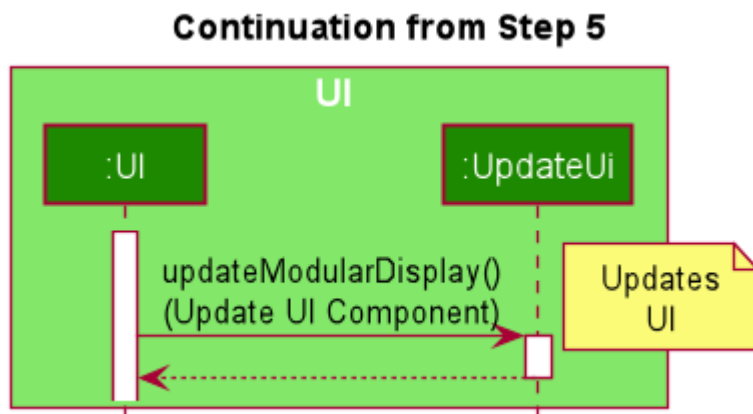 Continuation from Step 5
UI
:UI
:UpdateUi
updateModularDisplay()
(Update UI Component)
Updates
UI